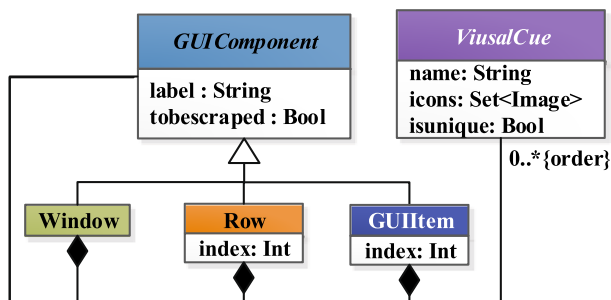 GUIComponent
label : String
tobescraped : Bool
ViusalCue
name: String
icons: Set<Image>
isunique: Bool
0..*{order}
Window
Row
index: Int
GUIItem
index: Int